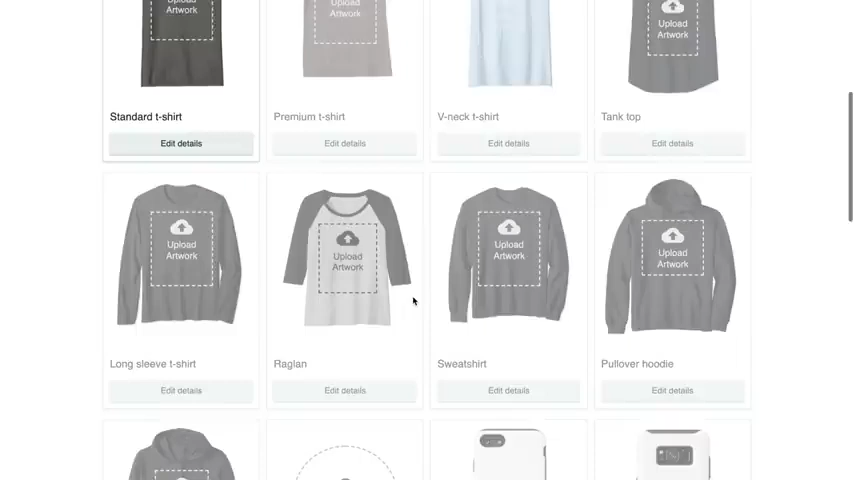 Upload
Artwork
Upload
Artwork
Upload
Artwork
Standard t-shirt
Premium t-shirt
V-neck t-shirt
Tank top
Edit details
Edit details
Edit details
Edit details
Upload
Artwork
Upload
Artwork
Upload
Artwork
Upload
Artwork
Long sleeve t-shirt
Raglan
Sweatshirt
Pullover hoodie
Edit details
Edit details
Edit details
Edit details